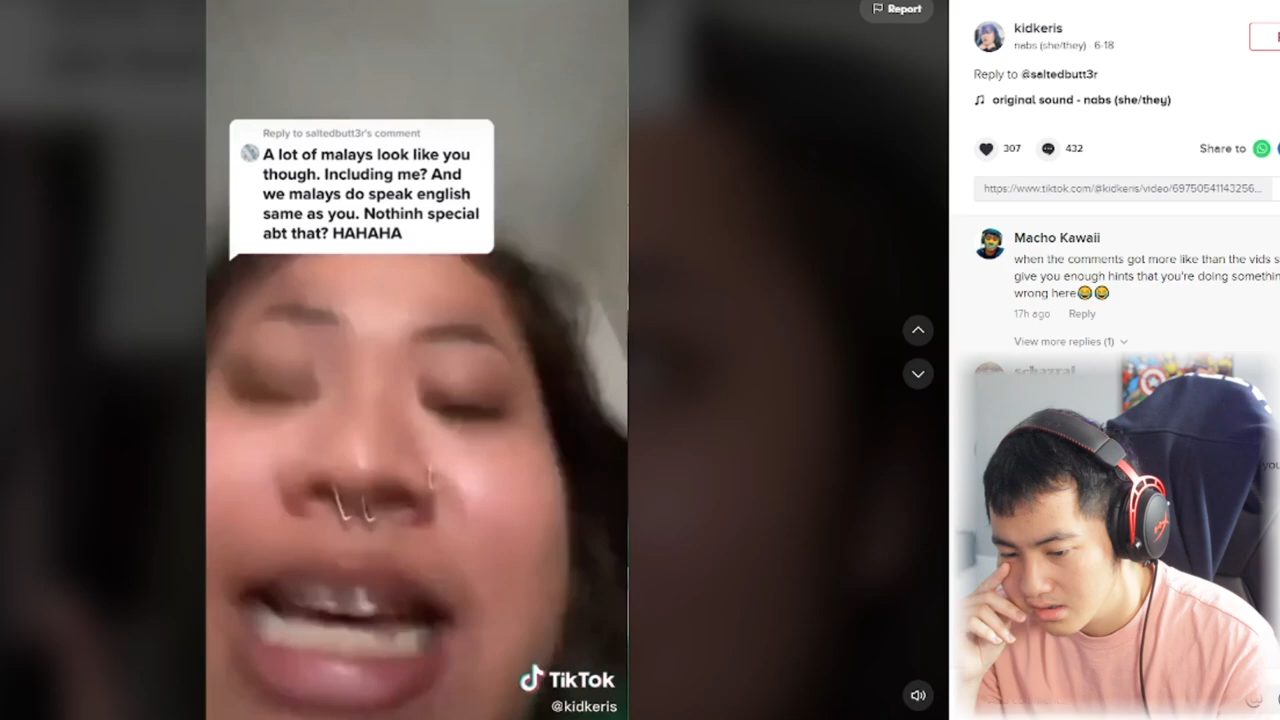 Report
Reply to saltedbutt3r's comment
A lot of malays look like you
though. Including me? And
we malays do speak english
same as you. Nothinh special
abt that? HAHAHA
TikTok
@kidkeris
kidkeris
nabs (she/they) · 6-18
Reply to @saltedbutt3r
original sound - nabs (she/they)
307
432
Share to
https://www.tiktok.com/@kidkeris/video/69750541143256...
Macho Kawaii
when the comments got more like than the vids s
give you enough hints that you're doing somethin
wrong here😂😂
17h ago
Reply
View more replies (1)